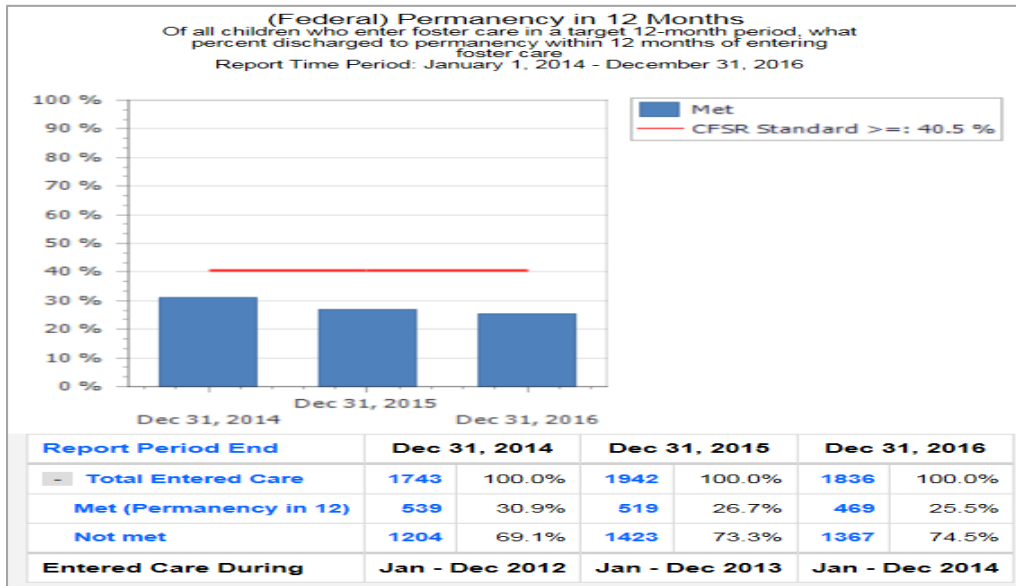 (Federal) Permanency in 12 Months
Of all children who enter foster care in a target 12-month period, what
percent discharged to permanency within 12 months of entering
foster care
Report Time Period: January 1, 2014 - December 31, 2016
100 %
90 %
80 %
70 %
60 %
50 %
40 %
30 %
20 %
10 %
0 %
Met
CFSR Standard >=: 40.5 %
Dec 31, 2014
Dec 31, 2015
Dec 31, 2016
Report Period End Dec 31, 2014 Dec 31, 2015 Dec 31, 2016
- Total Entered Care 1743 100.0% 1942 100.0% 1836 100.0%
Met (Permanency in 12) 539 30.9% 519 26.7% 469 25.5%
Not met 1204 69.1% 1423 73.3% 1367 74.5%
Entered Care During Jan - Dec 2012 Jan - Dec 2013 Jan - Dec 2014